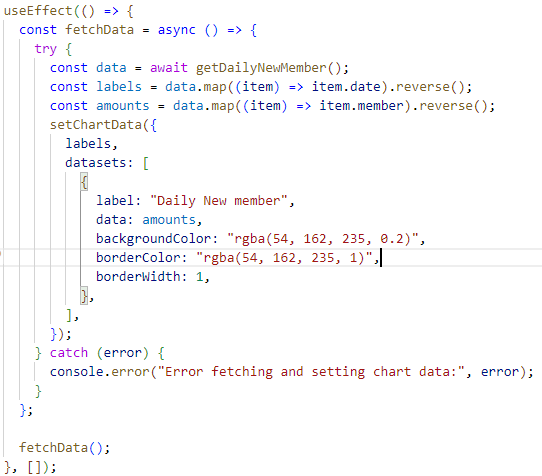 useEffect(() => {
  const fetchData = async () => {
    try {
      const data = await getDailyNewMember();
      const labels = data.map((item) => item.date).reverse();
      const amounts = data.map((item) => item.member).reverse();
      setChartData({
        labels,
        datasets: [
          {
            label: "Daily New member",
            data: amounts,
            backgroundColor: "rgba(54, 162, 235, 0.2)",
            borderColor: "rgba(54, 162, 235, 1)",
            borderWidth: 1,
          },
        ],
      });
    } catch (error) {
      console.error("Error fetching and setting chart data:", error);
    }
  };

  fetchData();
}, []);